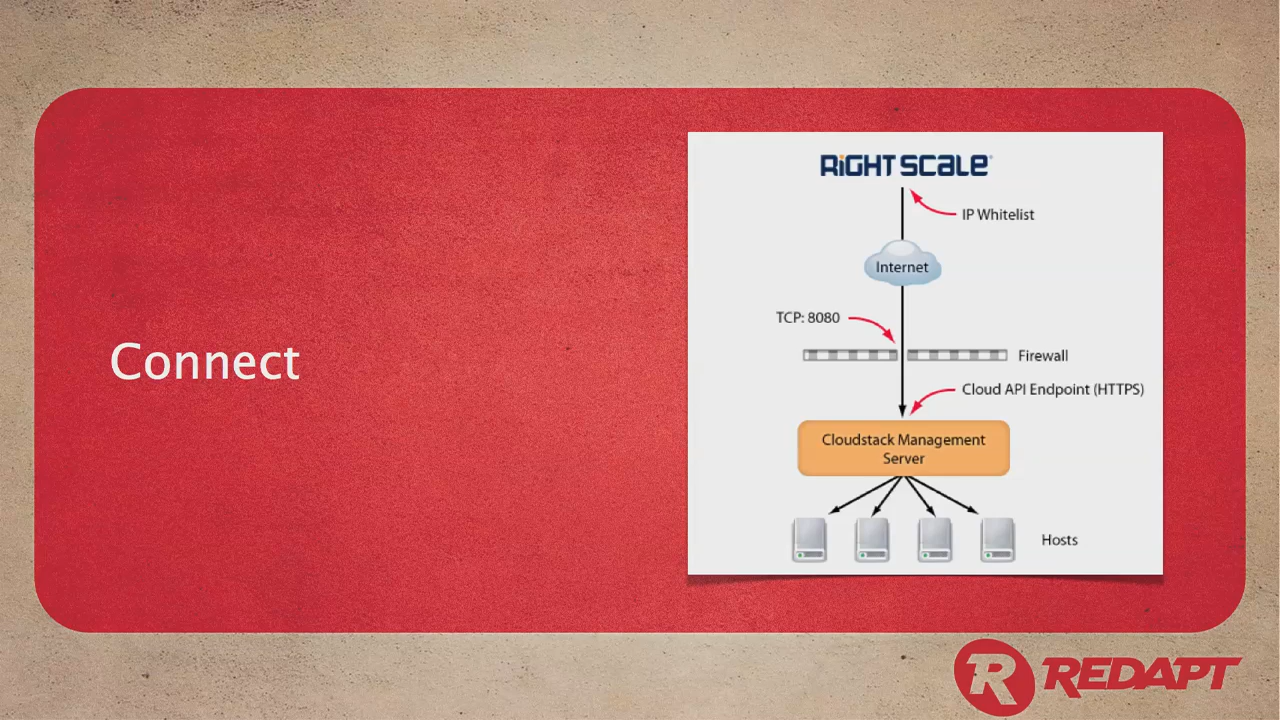 Connect
RIGHTSCALE®
IP Whitelist
Internet
TCP: 8080
Firewall
Cloud API Endpoint (HTTPS)
Cloudstack Management
Server
Hosts
R REDAPT